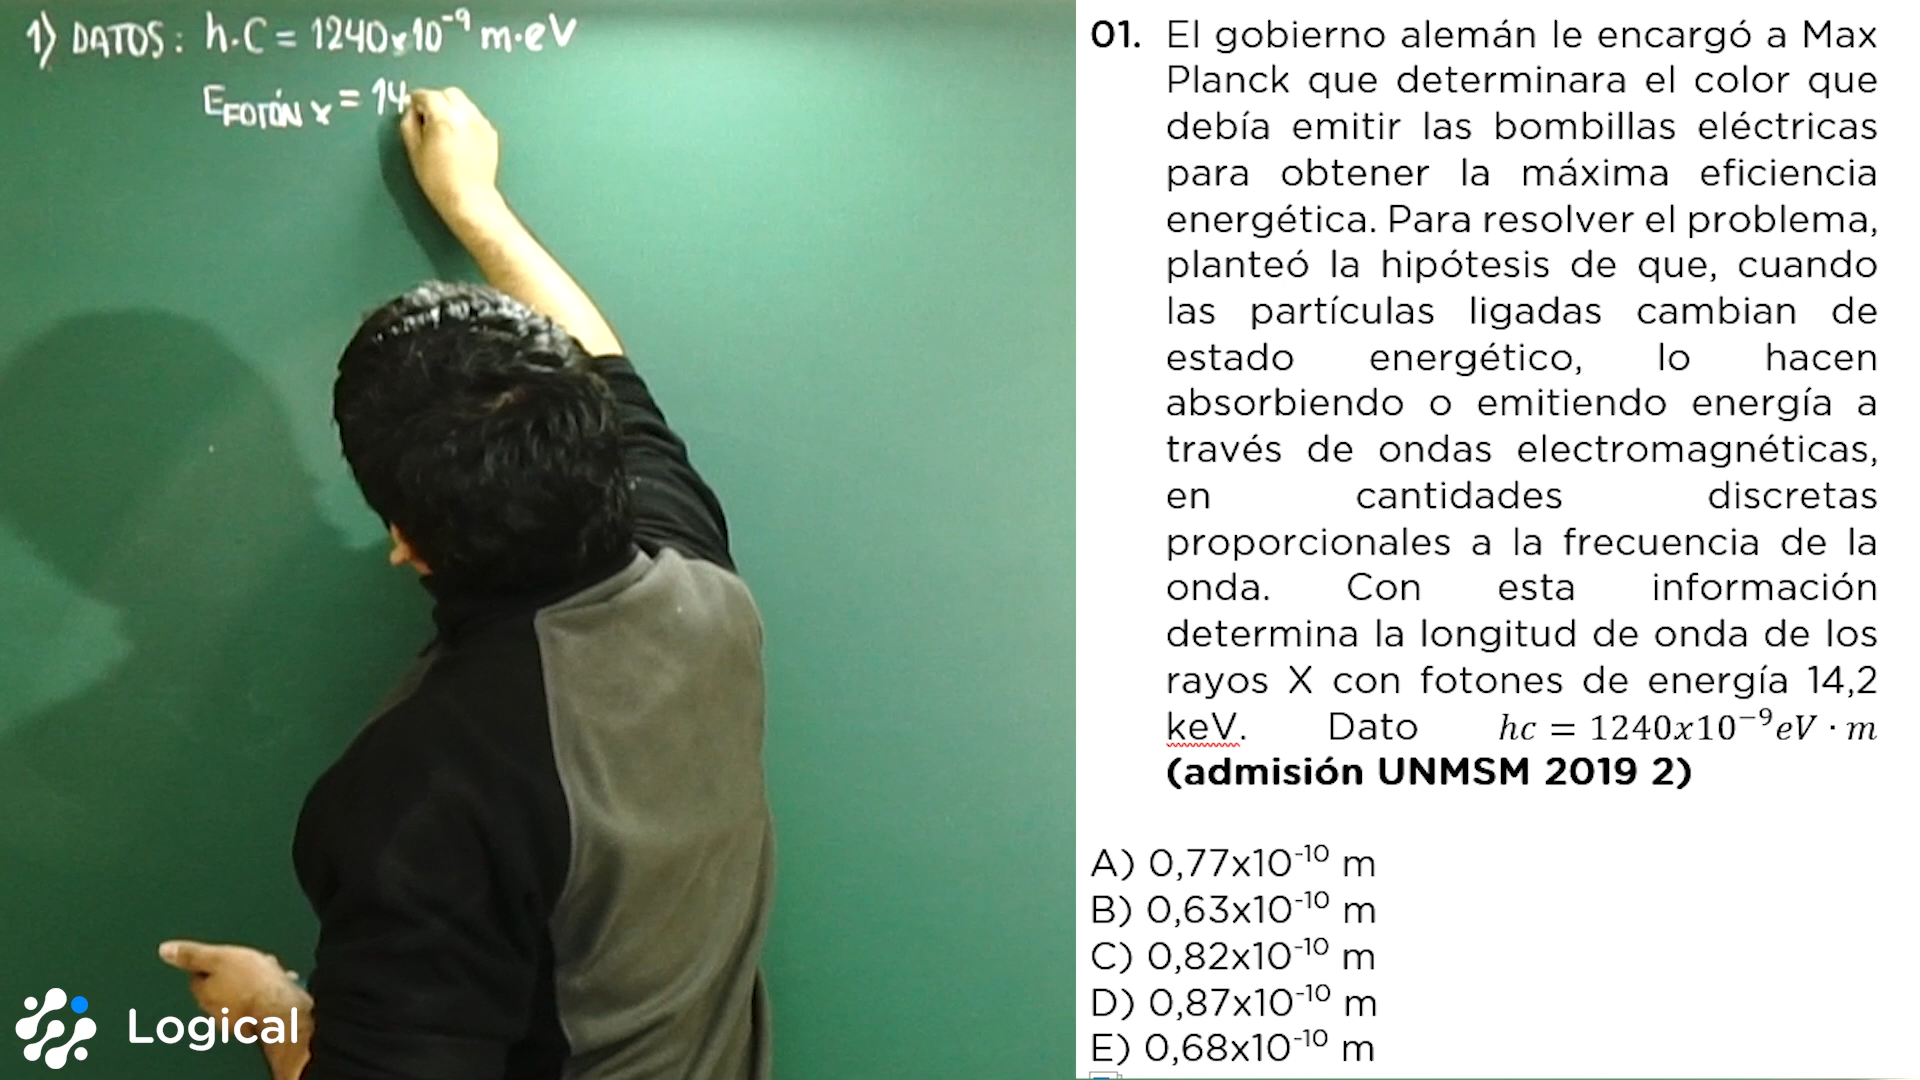 1) DATOS: h.C = 1240x10⁻⁹ m.eV
E FOTÓN X = 14
01. El gobierno alemán le encargó a Max
Planck que determinara el color que
debía emitir las bombillas eléctricas
para obtener la máxima eficiencia
energética. Para resolver el problema,
planteó la hipótesis de que, cuando
las partículas ligadas cambian de
estado energético, lo hacen
absorbiendo o emitiendo energía a
través de ondas electromagnéticas,
en cantidades discretas
proporcionales a la frecuencia de la
onda. Con esta información
determina la longitud de onda de los
rayos X con fotones de energía 14,2
keV. Dato hc = 1240x10⁻⁹eV · m
(admisión UNMSM 2019 2)
A) 0,77x10⁻¹⁰ m
B) 0,63x10⁻¹⁰ m
C) 0,82x10⁻¹⁰ m
D) 0,87x10⁻¹⁰ m
E) 0,68x10⁻¹⁰ m
Logical